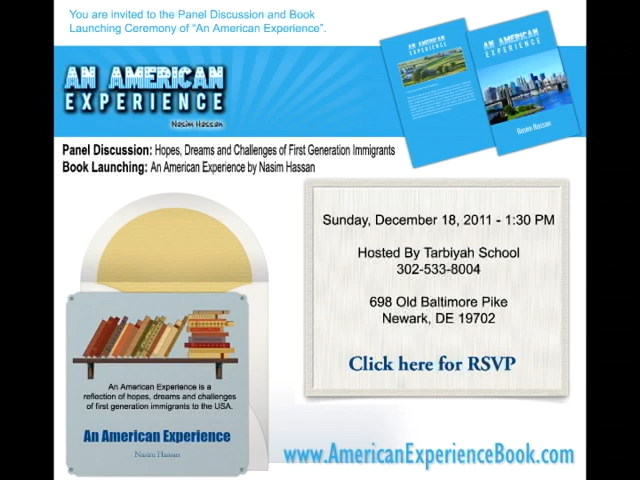 You are invited to the Panel Discussion and Book
Launching Ceremony of "An American Experience".
AN AMERICAN
EXPERIENCE
Nasim Hassan
AN AMERICAN
EXPERIENCE
AN AMERICAN
EXPERIENCE
Nasim Hassan
Panel Discussion: Hopes, Dreams and Challenges of First Generation Immigrants
Book Launching: An American Experience by Nasim Hassan
Sunday, December 18, 2011 - 1:30 PM
Hosted By Tarbiyah School
302-533-8004
698 Old Baltimore Pike
Newark, DE 19702
Click here for RSVP
An American Experience is a
reflection of hopes, dreams and challenges
of first generation immigrants to the USA.
An American Experience
Nasim Hassan
www.AmericanExperienceBook.com